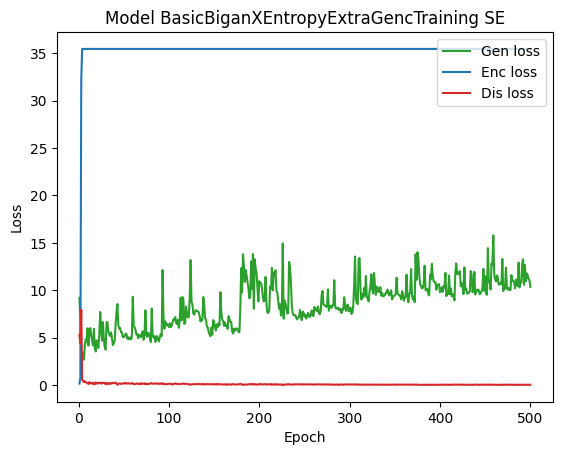 Model BasicBiganXEntropyExtraGencTraining SE
Gen loss
Enc loss
Dis loss
35
30
25
20
15
10
5
0
Loss
0 100 200 300 400 500
Epoch